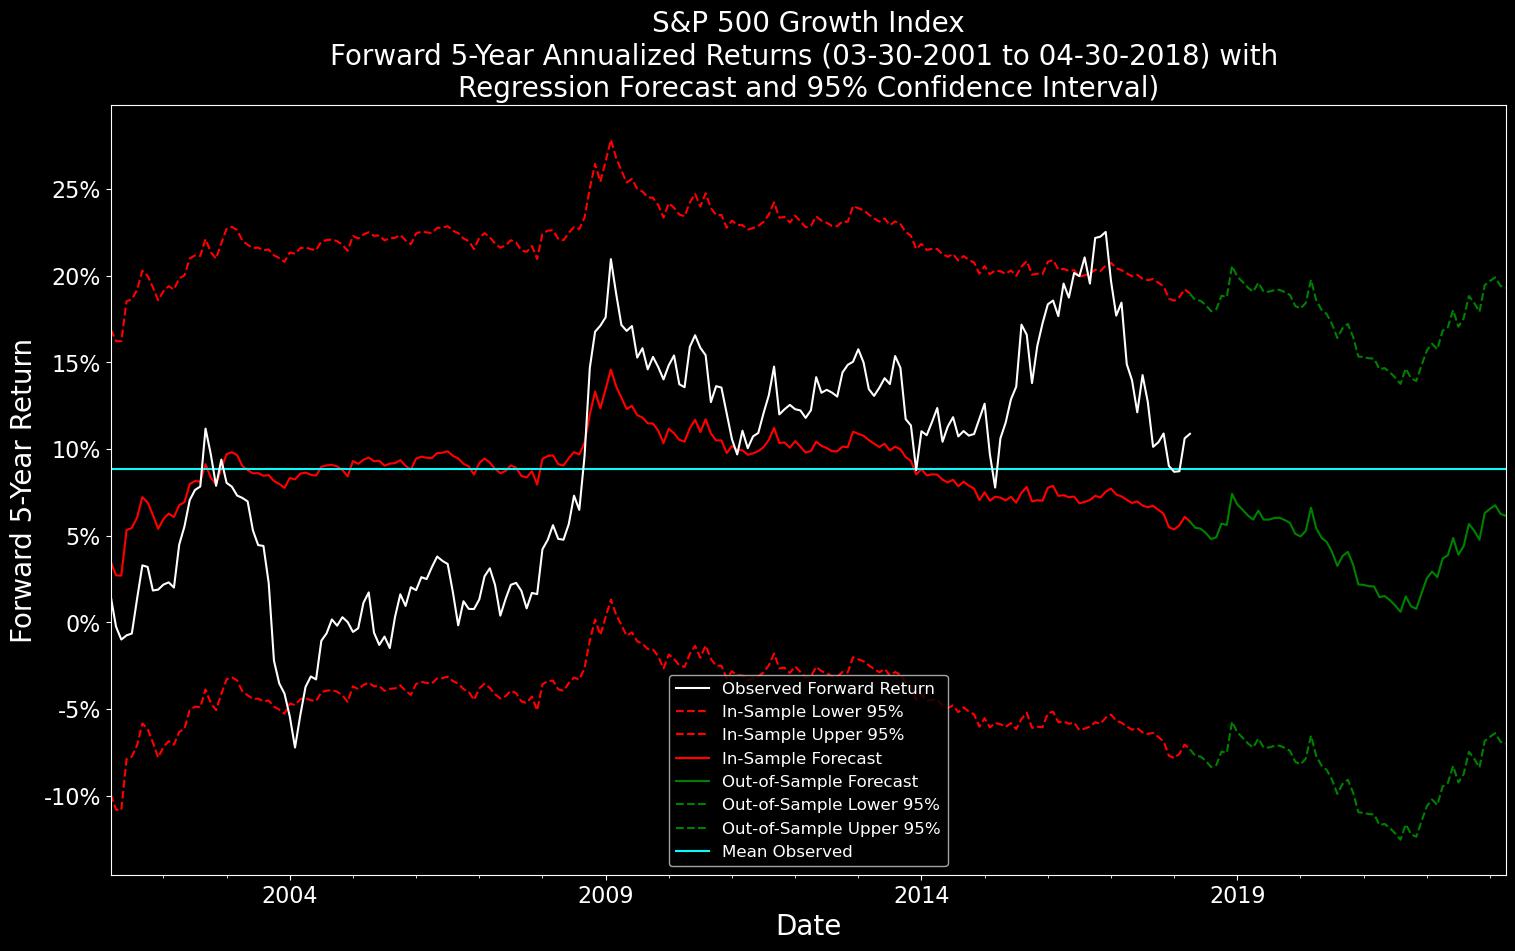 S&P 500 Growth Index
Forward 5-Year Annualized Returns (03-30-2001 to 04-30-2018) with
Regression Forecast and 95% Confidence Interval)
Forward 5-Year Return
25%
20%
15%
10%
5%
0%
-5%
-10%
Observed Forward Return
In-Sample Lower 95%
In-Sample Upper 95%
In-Sample Forecast
Out-of-Sample Forecast
Out-of-Sample Lower 95%
Out-of-Sample Upper 95%
Mean Observed
2004
2009
2014
2019
Date